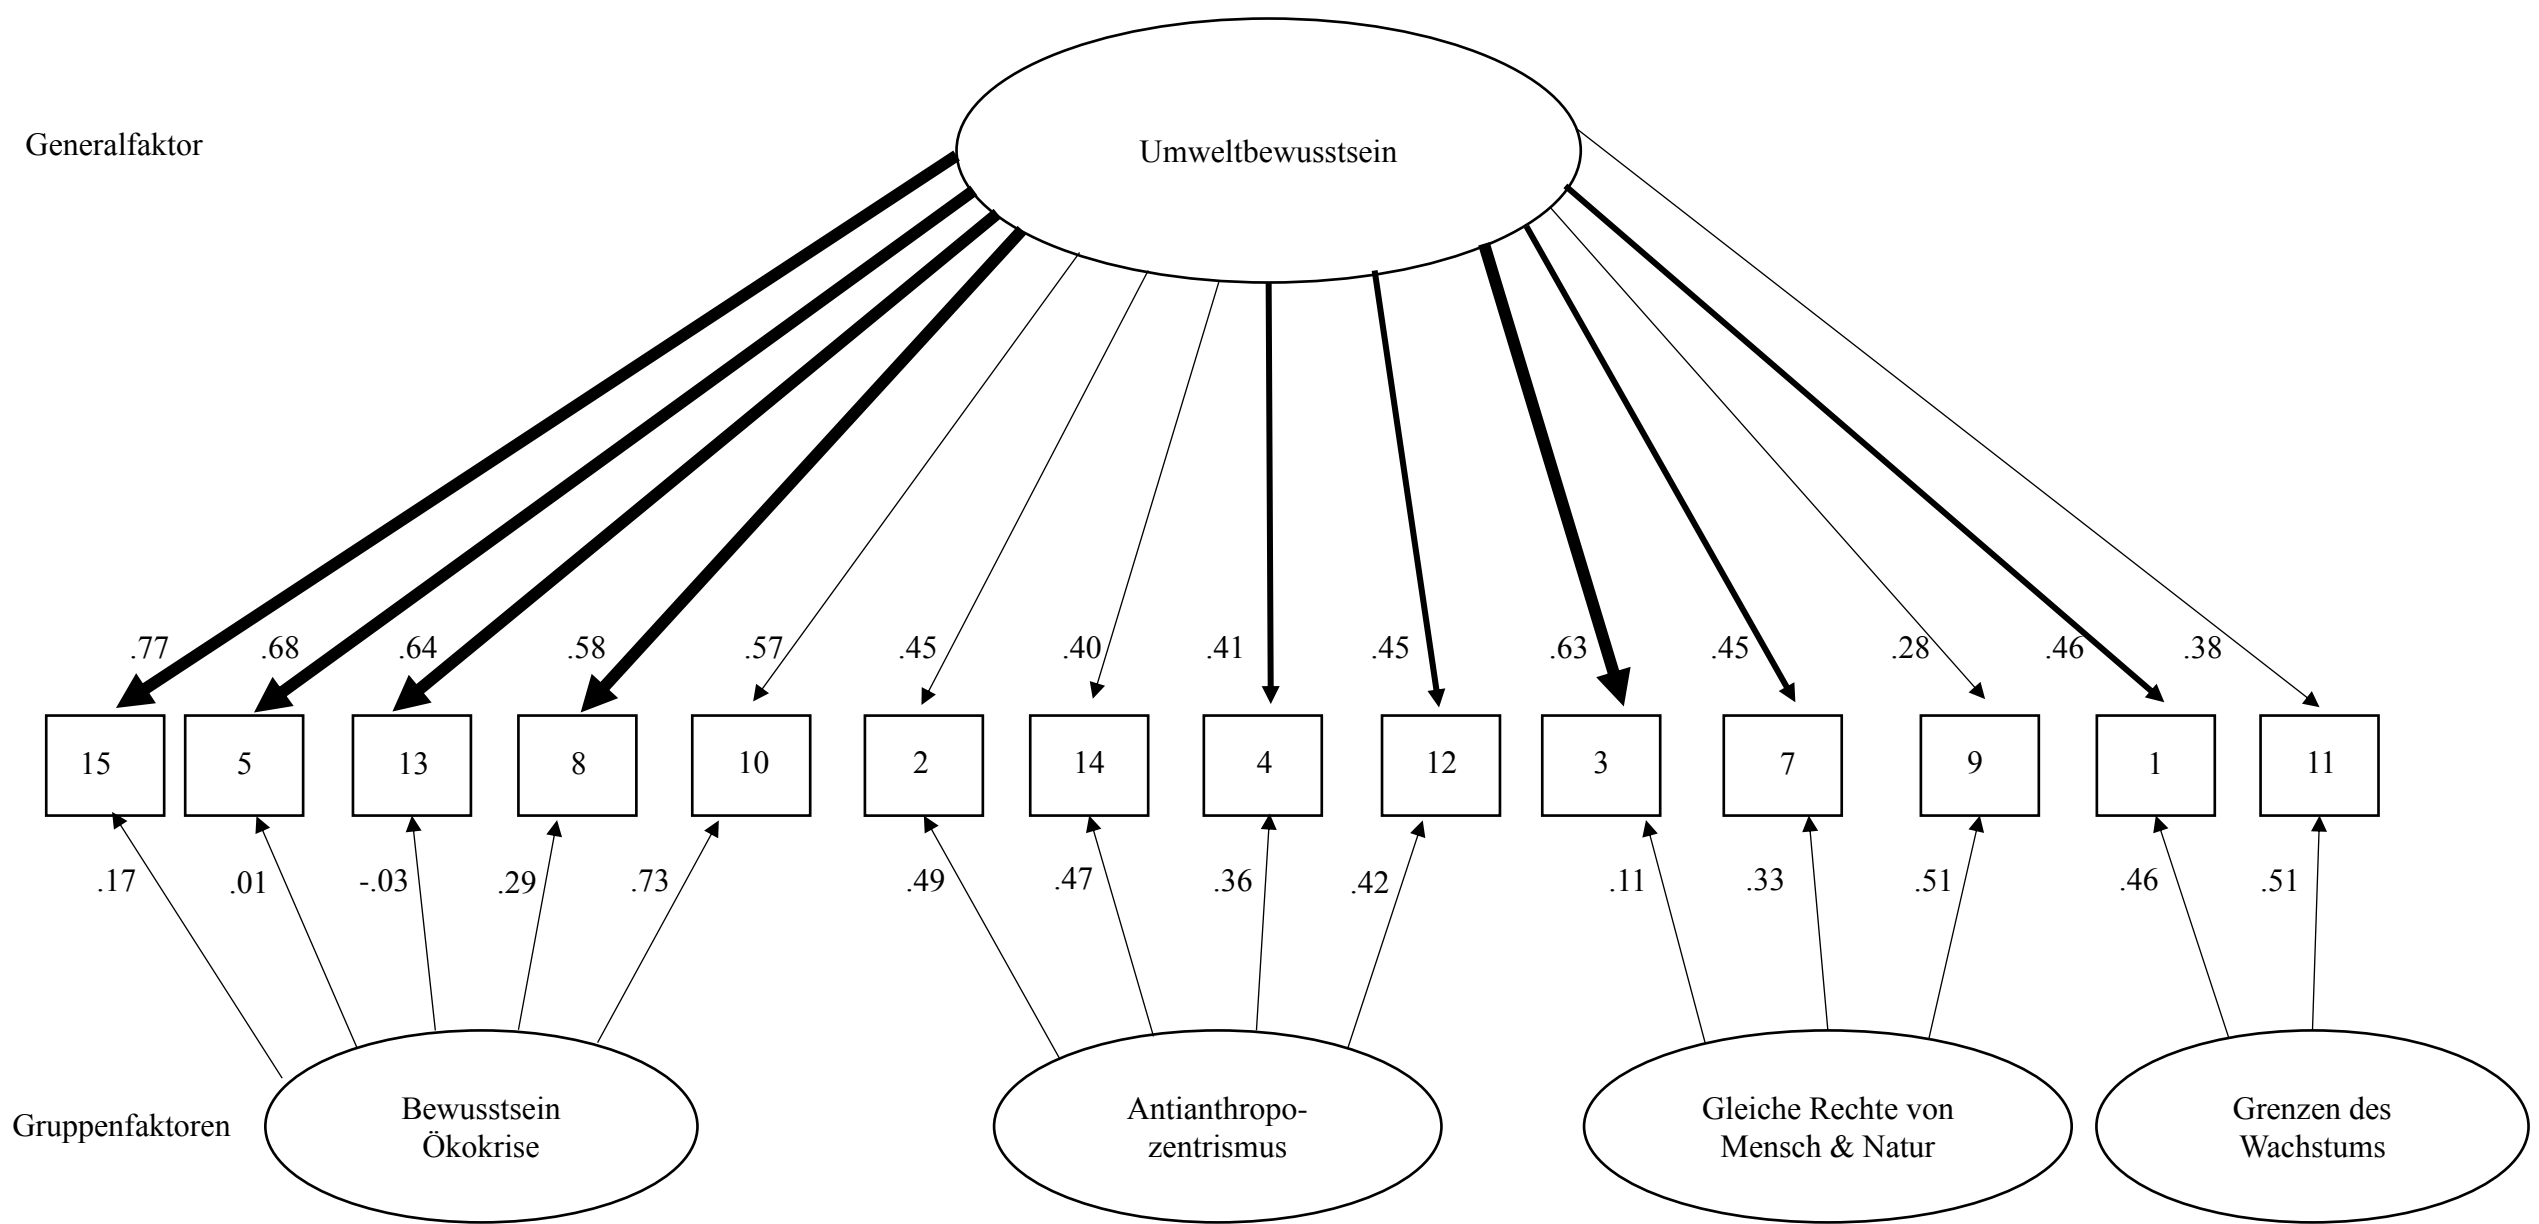 Generalfaktor
Umweltbewusstsein
.77 .68 .64 .58 .57 .45 .40 .41 .45 .63 .45 .28 .46 .38
15 5 13 8 10 2 14 4 12 3 7 9 1 11
.17 .01 -.03 .29 .73 .49 .47 .36 .42 .11 .33 .51 .46 .51
Gruppenfaktoren
Bewusstsein
Ökokrise
Antianthropo-
zentrismus
Gleiche Rechte von
Mensch & Natur
Grenzen des
Wachstums